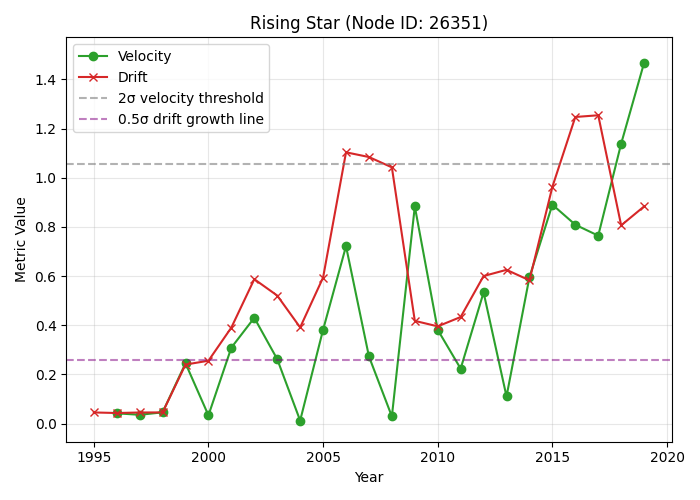 Rising Star (Node ID: 26351)
Velocity
Drift
2σ velocity threshold
0.5σ drift growth line
Metric Value
1.4
1.2
1.0
0.8
0.6
0.4
0.2
0.0
1995 2000 2005 2010 2015 2020
Year